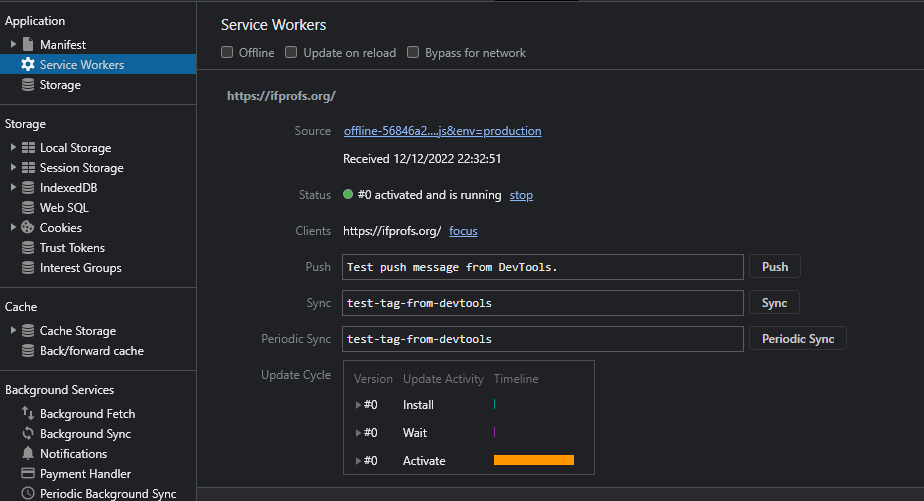 Application
Manifest
Service Workers
Storage
Storage
Local Storage
Session Storage
IndexedDB
Web SQL
Cookies
Trust Tokens
Interest Groups
Cache
Cache Storage
Back/forward cache
Background Services
Background Fetch
Background Sync
Notifications
Payment Handler
Periodic Background Sync
Service Workers
Offline Update on reload Bypass for network
https://ifprofs.org/
Source offline-56846a2...js&env=production
Received 12/12/2022 22:32:51
Status #0 activated and is running stop
Clients https://ifprofs.org/ focus
Push Test push message from DevTools. Push
Sync test-tag-from-devtools Sync
Periodic Sync test-tag-from-devtools Periodic Sync
Update Cycle Version Update Activity Timeline
#0 Install
#0 Wait
#0 Activate